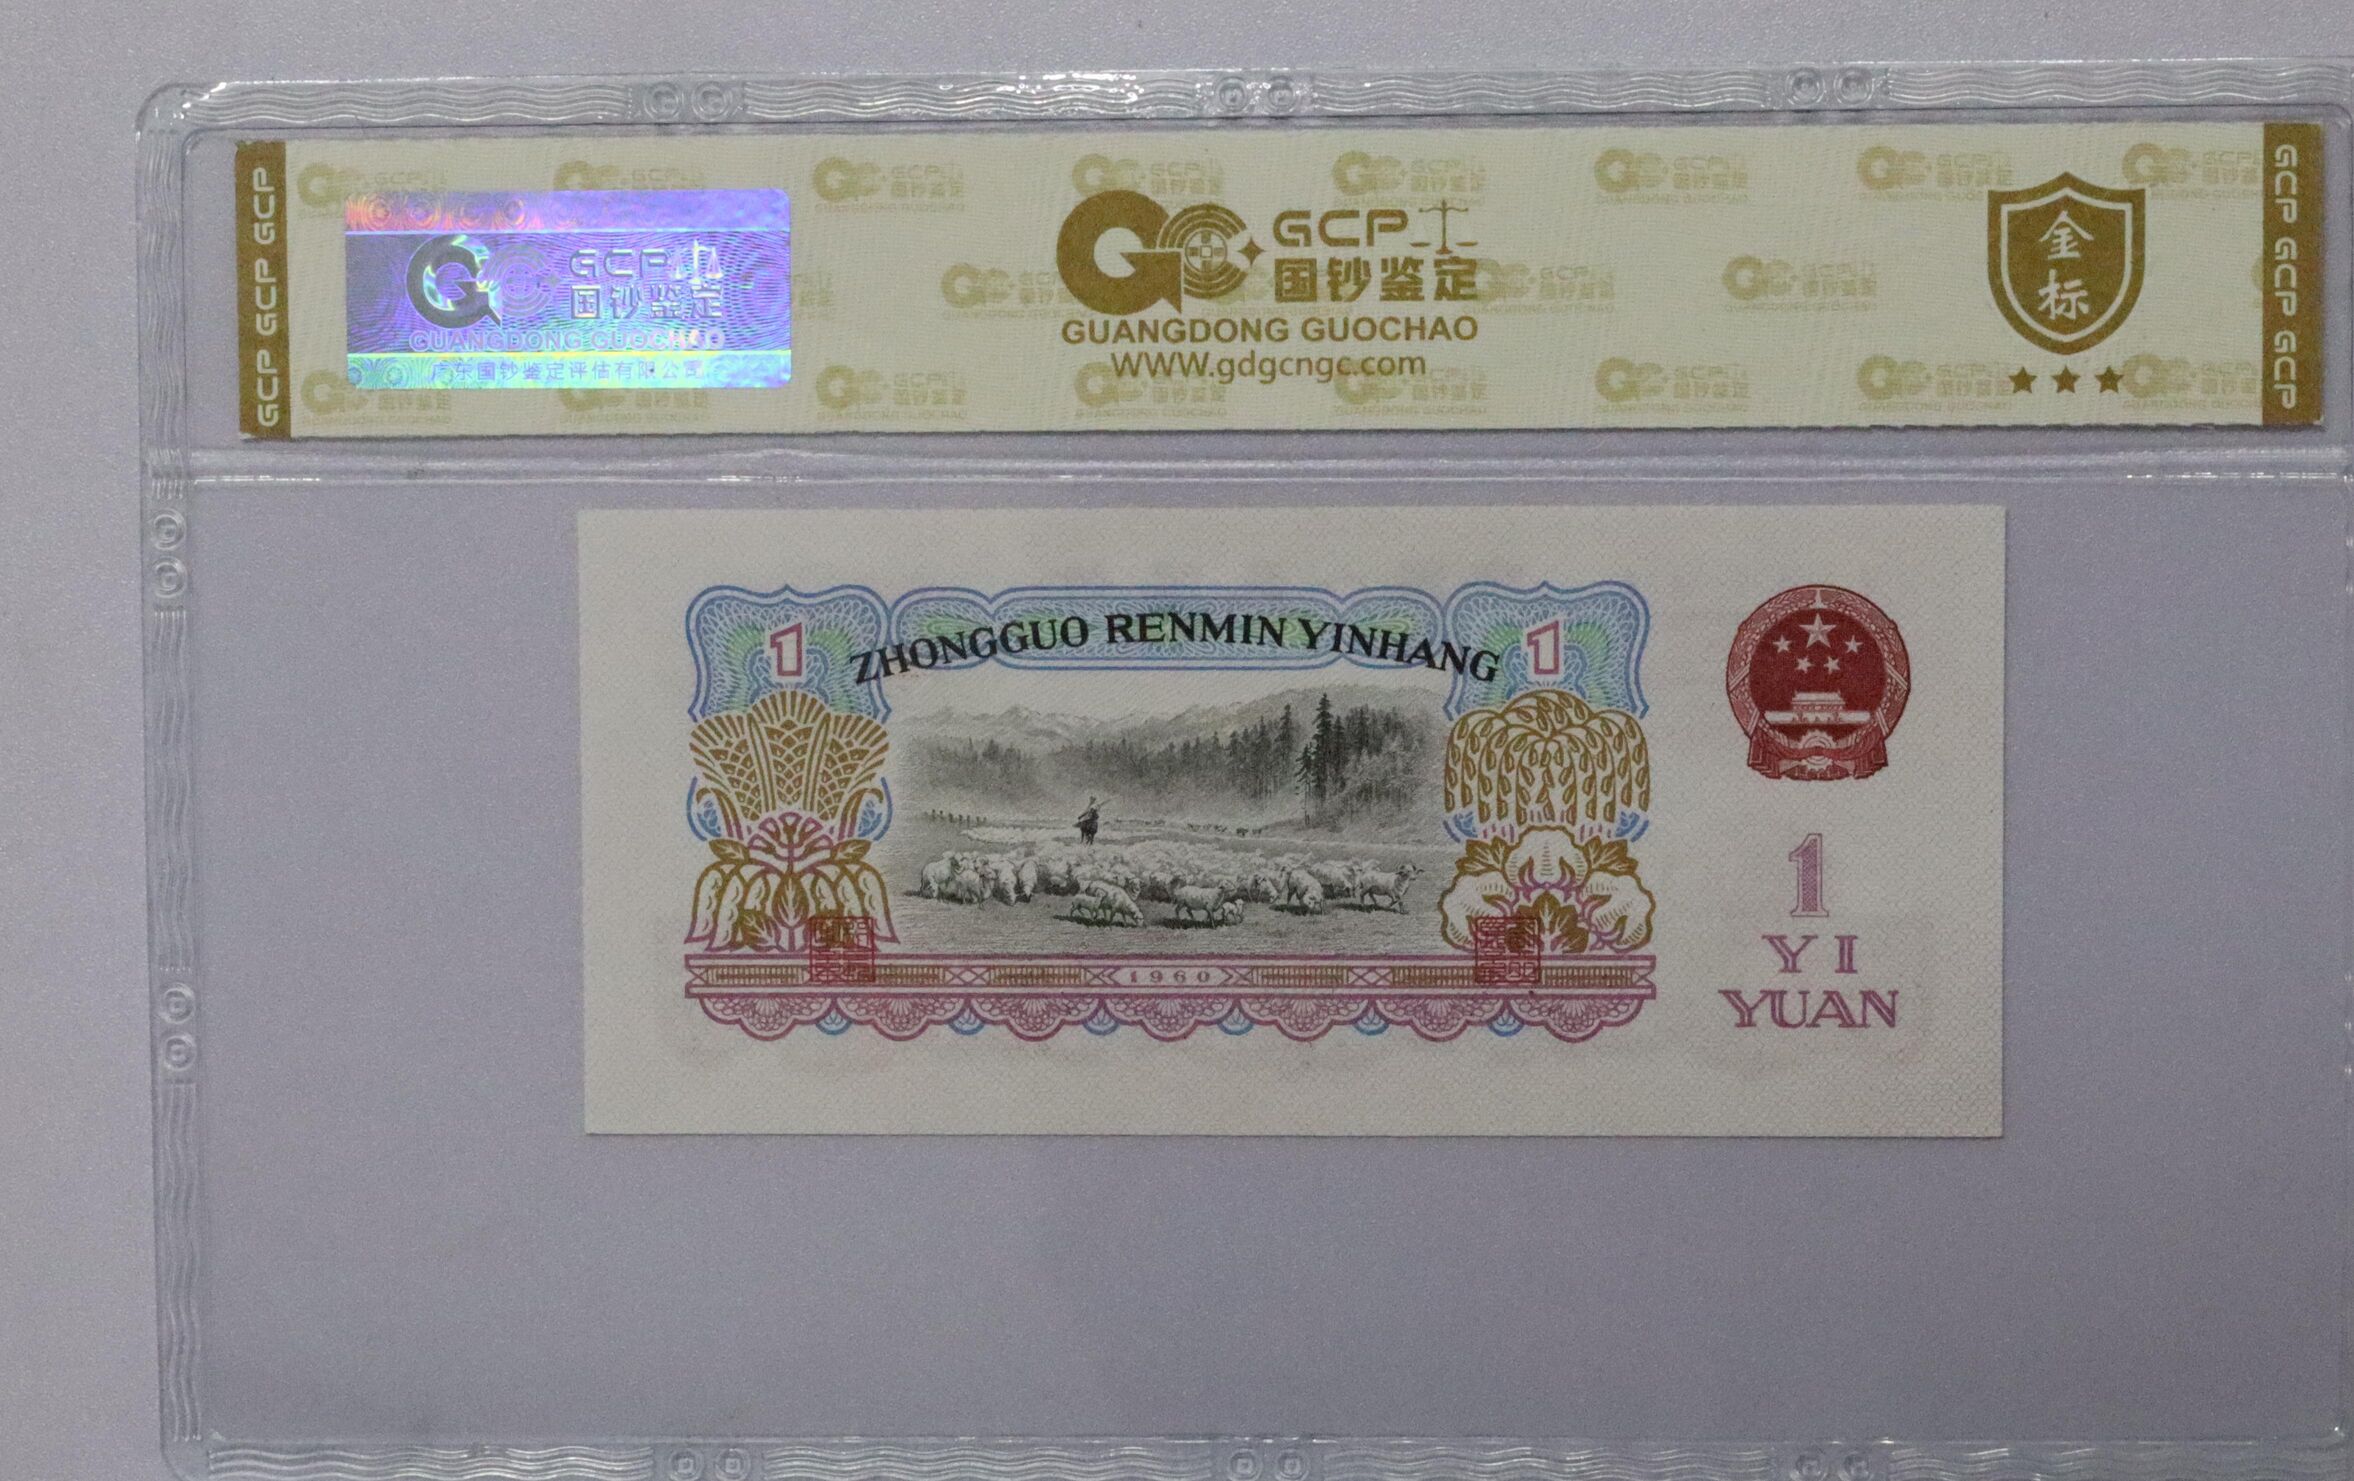 GCP GCP GCP
GCP
国钞鉴定
GUANGDONG GUOCHAO
广东国钞鉴定评估有限公司
GCP
国钞鉴定
GUANGDONG GUOCHAO
WWW.gdgcngc.com
金
标
GCP GCP GCP
1
ZHONGGUO RENMIN YINHANG
1
1960
1
YI
YUAN